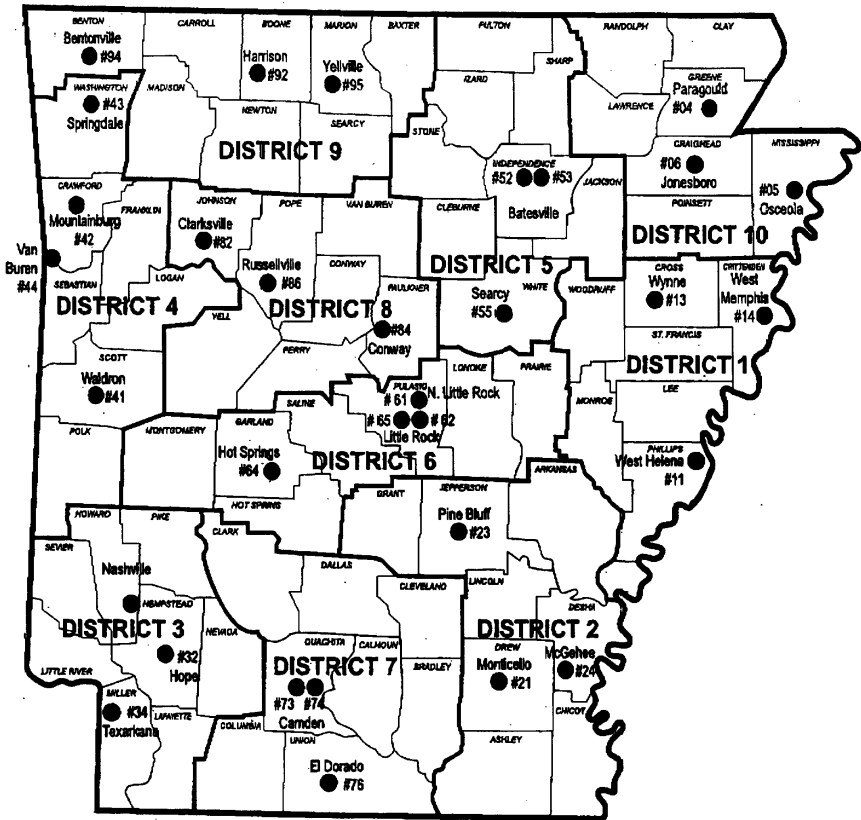 BENTON
Bentonville
#94
CARROLL
BOONE
Harrison
#92
MARION
Yellville
#95
BAXTER
FULTON
SHARP
RANDOLPH
CLAY
WASHINGTON
#43
Springdale
MADISON
NEWTON
SEARCY
DISTRICT 9
IZARD
STONE
LAWRENCE
GREENE
Paragould
#04
INDEPENDENCE
#52
#53
Batesville
JACKSON
CRAIGHEAD
#06
Jonesboro
MISSISSIPPI
#05
Osceola
POINSETT
DISTRICT 10
CRAWFORD
Mountainburg
#42
FRANKLIN
JOHNSON
Clarksville
#82
POPE
VAN BUREN
CLEBURNE
Van
Buren
#44
SEBASTIAN
LOGAN
DISTRICT 4
Russellville
#86
CONWAY
DISTRICT 8
FAULKNER
#84
Conway
DISTRICT 5
Searcy
#55
WHITE
WOODRUFF
CROSS
Wynne
#13
CRITTENDEN
West
Memphis
#14
ST. FRANCIS
DISTRICT 1
YELL
PERRY
SCOTT
Waldron
#41
LONOKE
PRAIRIE
MONROE
LEE
PULASKI
# 61
N. Little Rock
# 65
# 62
Little Rock
SALINE
GARLAND
Hot Springs
#64
DISTRICT 6
POLK
MONTGOMERY
HOT SPRING
PHILLIPS
West Helena
#11
ARKANSAS
GRANT
JEFFERSON
Pine Bluff
#23
HOWARD
PIKE
CLARK
SEVIER
Nashville
HEMPSTEAD
DISTRICT 3
#32
Hope
NEVADA
DALLAS
CLEVELAND
LINCOLN
DESHA
DISTRICT 2
DREW
Monticello
#21
McGehee
#24
OUACHITA
CALHOUN
DISTRICT 7
#73
#74
Camden
BRADLEY
LITTLE RIVER
MILLER
#34
Texarkana
LAFAYETTE
COLUMBIA
UNION
El Dorado
#76
ASHLEY
CHICOT